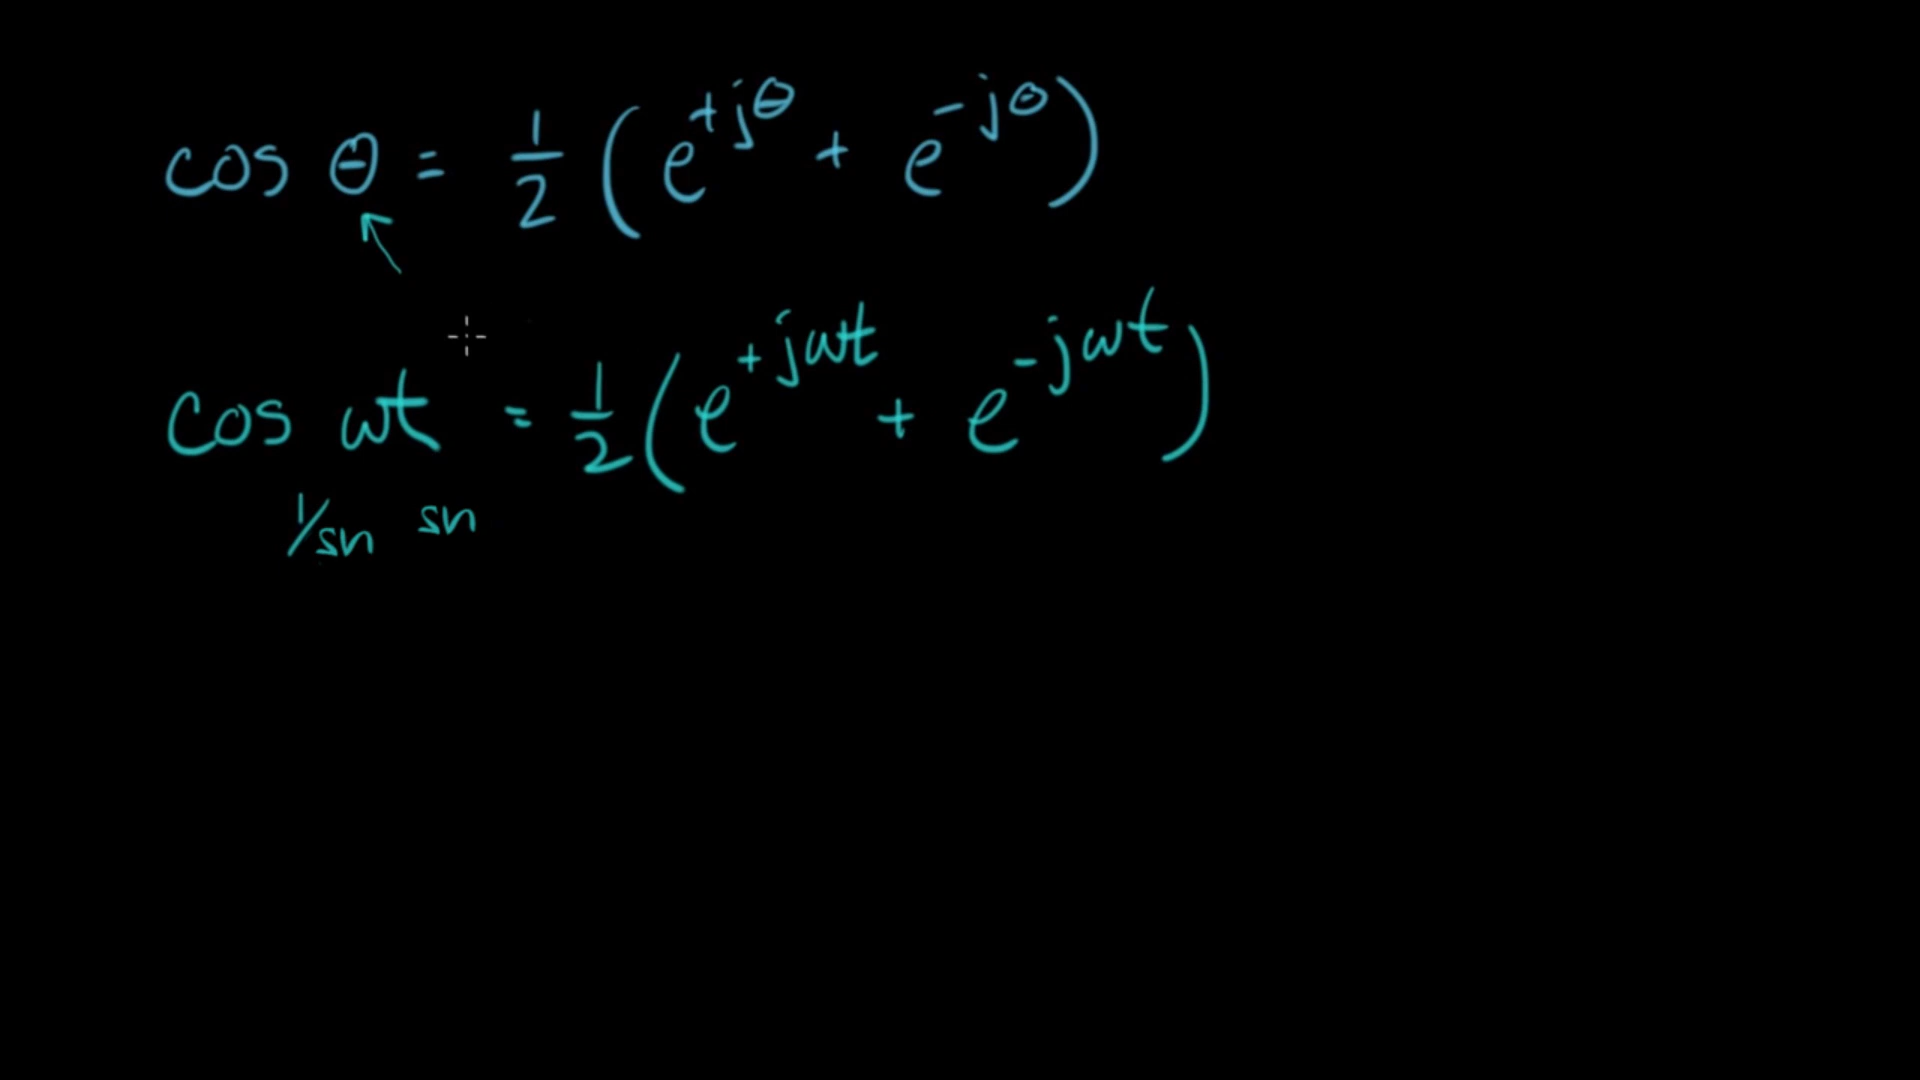 cos θ = 1/2 (e^{+jθ} + e^{-jθ})
cos ωt = 1/2 (e^{+jωt} + e^{-jωt})
1/sn sn